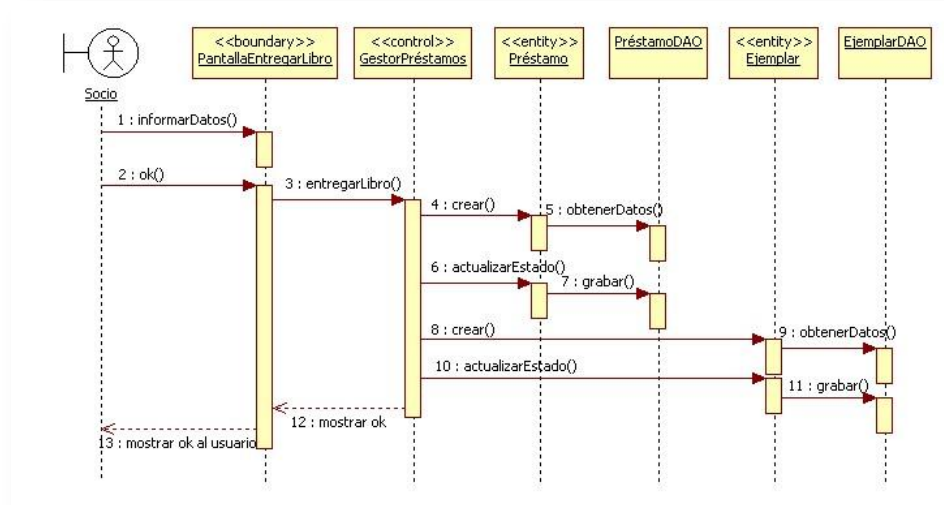 <<boundary>>
PantallaEntregarLibro
<<control>>
GestorPréstamos
<<entity>>
Préstamo
PréstamoDAO
<<entity>>
Ejemplar
EjemplarDAO
Socio
1 : informarDatos()
2 : ok()
3 : entregarLibro()
4 : crear()
5 : obtenerDatos()
6 : actualizarEstado()
7 : grabar()
8 : crear()
9 : obtenerDatos()
10 : actualizarEstado()
11 : grabar()
12 : mostrar ok
13 : mostrar ok al usuario